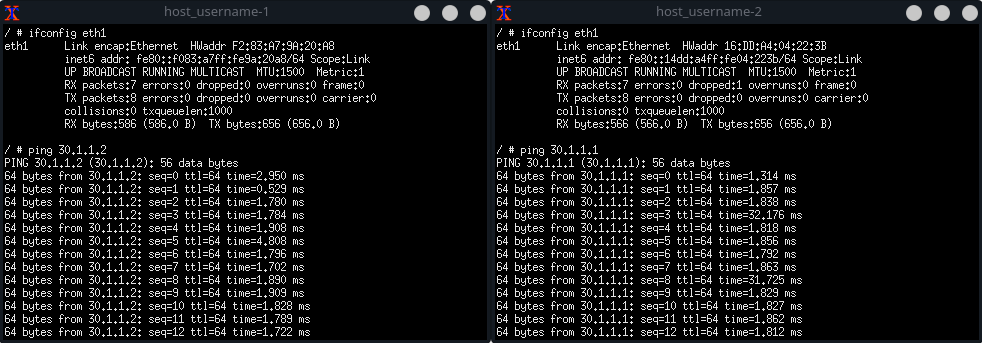 host_username-1
/ # ifconfig eth1
eth1      Link encap:Ethernet  HWaddr F2:83:A7:9A:20:A8
          inet6 addr: fe80::f083:a7ff:fe9a:20a8/64 Scope:Link
          UP BROADCAST RUNNING MULTICAST  MTU:1500  Metric:1
          RX packets:7 errors:0 dropped:0 overruns:0 frame:0
          TX packets:8 errors:0 dropped:0 overruns:0 carrier:0
          collisions:0 txqueuelen:1000
          RX bytes:586 (586.0 B)  TX bytes:656 (656.0 B)
/ # ping 30.1.1.2
PING 30.1.1.2 (30.1.1.2): 56 data bytes
64 bytes from 30.1.1.2: seq=0 ttl=64 time=2.950 ms
64 bytes from 30.1.1.2: seq=1 ttl=64 time=0.529 ms
64 bytes from 30.1.1.2: seq=2 ttl=64 time=1.780 ms
64 bytes from 30.1.1.2: seq=3 ttl=64 time=1.784 ms
64 bytes from 30.1.1.2: seq=4 ttl=64 time=1.908 ms
64 bytes from 30.1.1.2: seq=5 ttl=64 time=4.808 ms
64 bytes from 30.1.1.2: seq=6 ttl=64 time=1.796 ms
64 bytes from 30.1.1.2: seq=7 ttl=64 time=1.702 ms
64 bytes from 30.1.1.2: seq=8 ttl=64 time=1.890 ms
64 bytes from 30.1.1.2: seq=9 ttl=64 time=1.909 ms
64 bytes from 30.1.1.2: seq=10 ttl=64 time=1.828 ms
64 bytes from 30.1.1.2: seq=11 ttl=64 time=1.789 ms
64 bytes from 30.1.1.2: seq=12 ttl=64 time=1.722 ms
host_username-2
/ # ifconfig eth1
eth1      Link encap:Ethernet  HWaddr 16:DD:A4:04:22:3B
          inet6 addr: fe80::14dd:a4ff:fe04:223b/64 Scope:Link
          UP BROADCAST RUNNING MULTICAST  MTU:1500  Metric:1
          RX packets:7 errors:0 dropped:1 overruns:0 frame:0
          TX packets:8 errors:0 dropped:0 overruns:0 carrier:0
          collisions:0 txqueuelen:1000
          RX bytes:566 (566.0 B)  TX bytes:656 (656.0 B)
/ # ping 30.1.1.1
PING 30.1.1.1 (30.1.1.1): 56 data bytes
64 bytes from 30.1.1.1: seq=0 ttl=64 time=1.314 ms
64 bytes from 30.1.1.1: seq=1 ttl=64 time=1.857 ms
64 bytes from 30.1.1.1: seq=2 ttl=64 time=1.838 ms
64 bytes from 30.1.1.1: seq=3 ttl=64 time=32.176 ms
64 bytes from 30.1.1.1: seq=4 ttl=64 time=1.818 ms
64 bytes from 30.1.1.1: seq=5 ttl=64 time=1.856 ms
64 bytes from 30.1.1.1: seq=6 ttl=64 time=1.792 ms
64 bytes from 30.1.1.1: seq=7 ttl=64 time=1.863 ms
64 bytes from 30.1.1.1: seq=8 ttl=64 time=31.725 ms
64 bytes from 30.1.1.1: seq=9 ttl=64 time=1.829 ms
64 bytes from 30.1.1.1: seq=10 ttl=64 time=1.827 ms
64 bytes from 30.1.1.1: seq=11 ttl=64 time=1.862 ms
64 bytes from 30.1.1.1: seq=12 ttl=64 time=1.812 ms